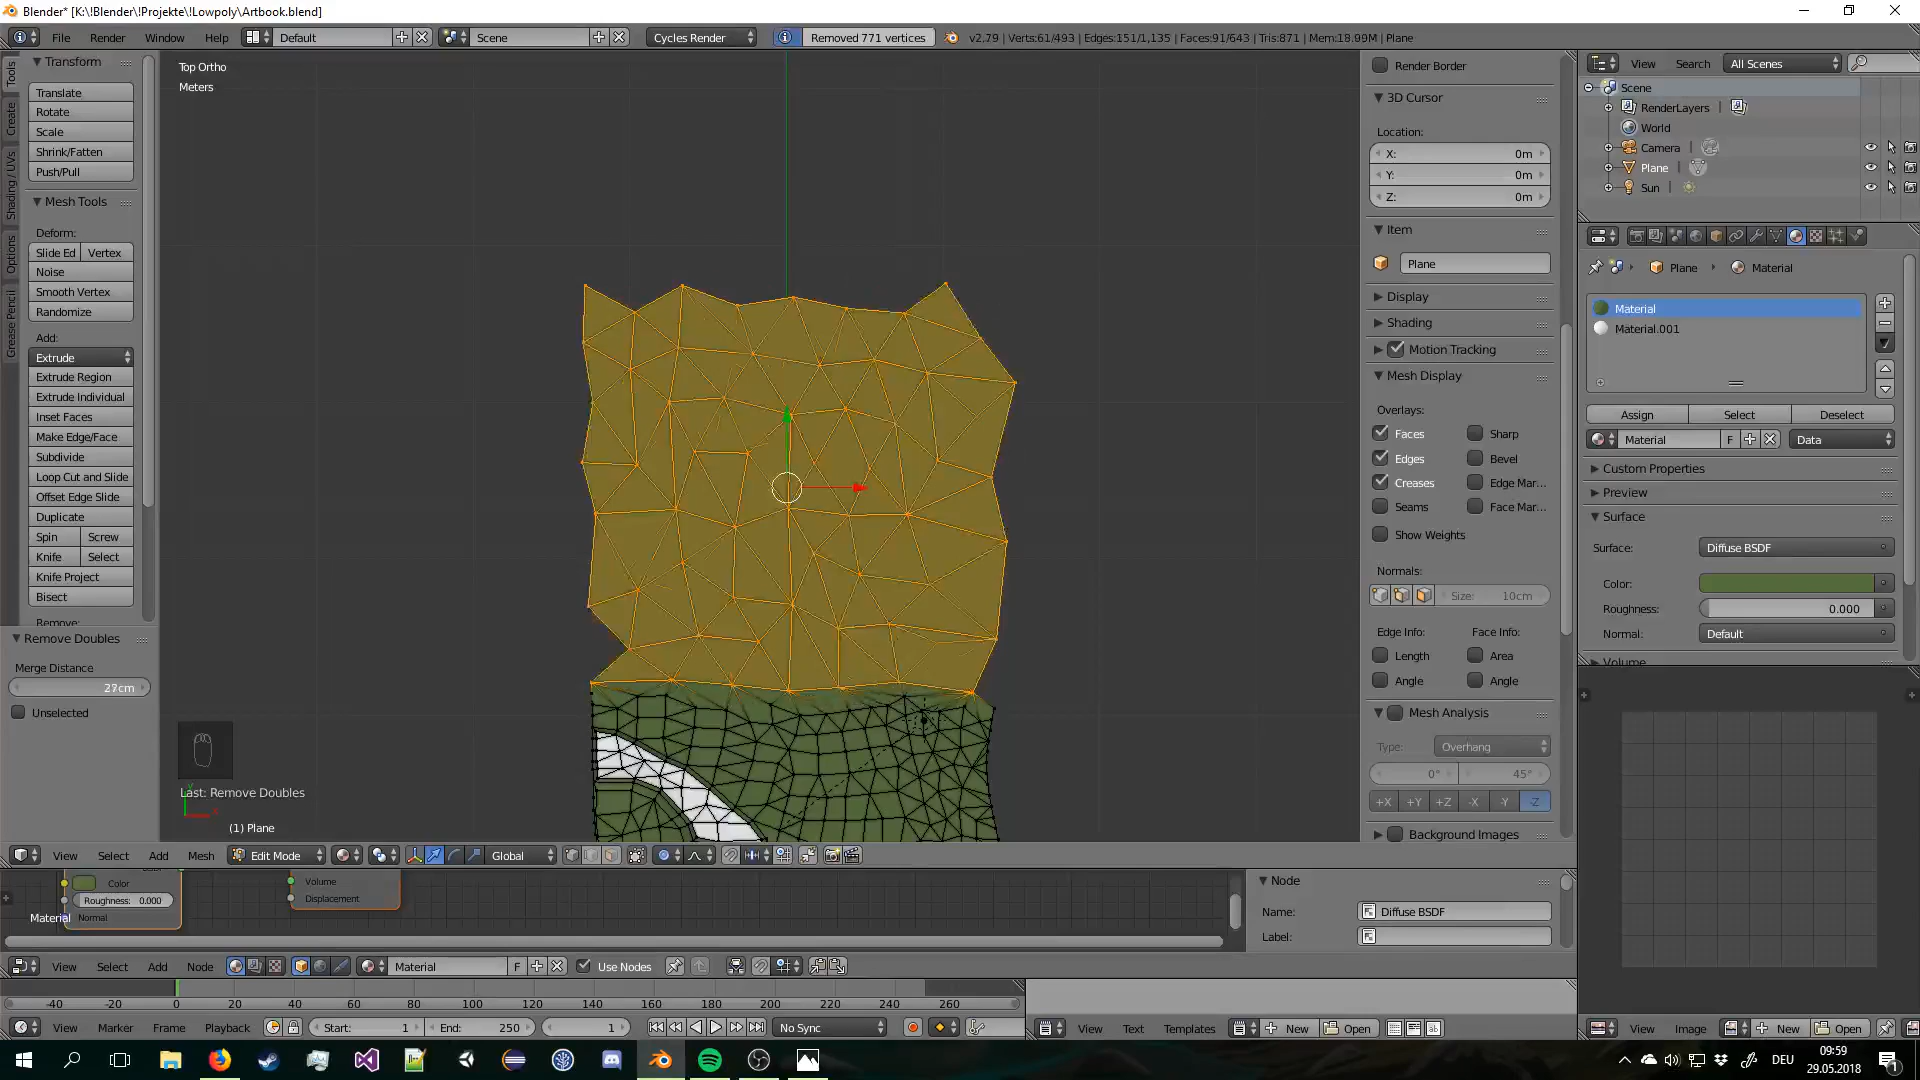 Blender* [K:\!Blender\!Projekte\!Lowpoly\Artbook.blend]
File Render Window Help Default Scene Cycles Render Removed 771 vertices v2.79 | Verts:61/493 | Edges:151/1,135 | Faces:91/643 | Tris:871 | Mem:19.99M | Plane
Tools
Create
Shading / UVs
Options
Grease Pencil
Transform
Translate
Rotate
Scale
Shrink/Fatten
Push/Pull
Mesh Tools
Deform:
Slide Ed Vertex
Noise
Smooth Vertex
Randomize
Add:
Extrude
Extrude Region
Extrude Individual
Inset Faces
Make Edge/Face
Subdivide
Loop Cut and Slide
Offset Edge Slide
Duplicate
Spin Screw
Knife Select
Knife Project
Bisect
Remove:
Remove Doubles
Merge Distance
27cm
Unselected
Top Ortho
Meters
Last: Remove Doubles
(1) Plane
View Select Add Mesh Edit Mode Global
Render Border
3D Cursor
Location:
X: 0m
Y: 0m
Z: 0m
Item
Plane
Display
Shading
Motion Tracking
Mesh Display
Overlays:
Faces Sharp
Edges Bevel
Creases Edge Mar...
Seams Face Mar...
Show Weights
Normals:
Size: 10cm
Edge Info: Face Info:
Length Area
Angle Angle
Mesh Analysis
Type: Overhang
0° 45°
+X +Y +Z -X -Y -Z
Background Images
View Search All Scenes
Scene
RenderLayers |
World
Camera |
Plane |
Sun |
Plane Material
Material
Material.001
Assign Select Deselect
Material F Data
Custom Properties
Preview
Surface
Surface: Diffuse BSDF
Color:
Roughness: 0.000
Normal: Default
Volume
Color
Roughness: 0.000
Normal
Material
Volume
Displacement
Node
Name: Diffuse BSDF
Label:
View Select Add Node Material F Use Nodes
-40 -20 0 20 40 60 80 100 120 140 160 180 200 220 240 260
View Marker Frame Playback Start: 1 End: 250 1 No Sync
View Text Templates New Open
View Image New Open
DEU
09:59
29.05.2018
1